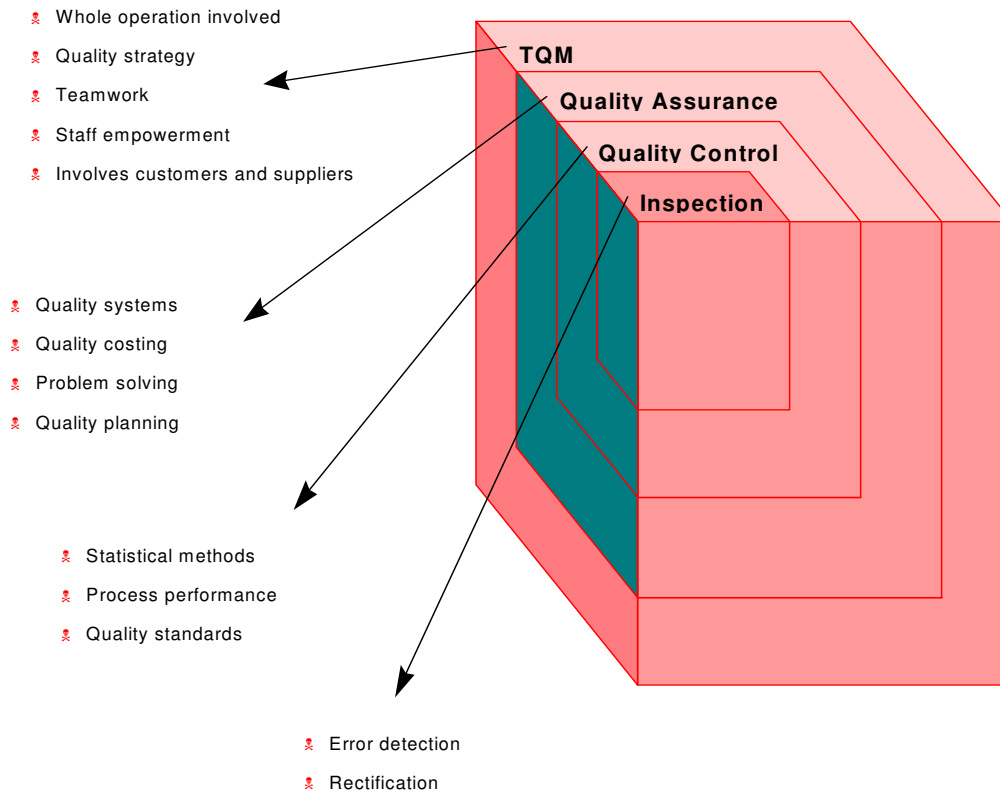 Whole operation involved
Quality strategy
Teamwork
Staff empowerment
Involves customers and suppliers
TQM
Quality Assurance
Quality Control
Inspection
Quality systems
Quality costing
Problem solving
Quality planning
Statistical methods
Process performance
Quality standards
Error detection
Rectification